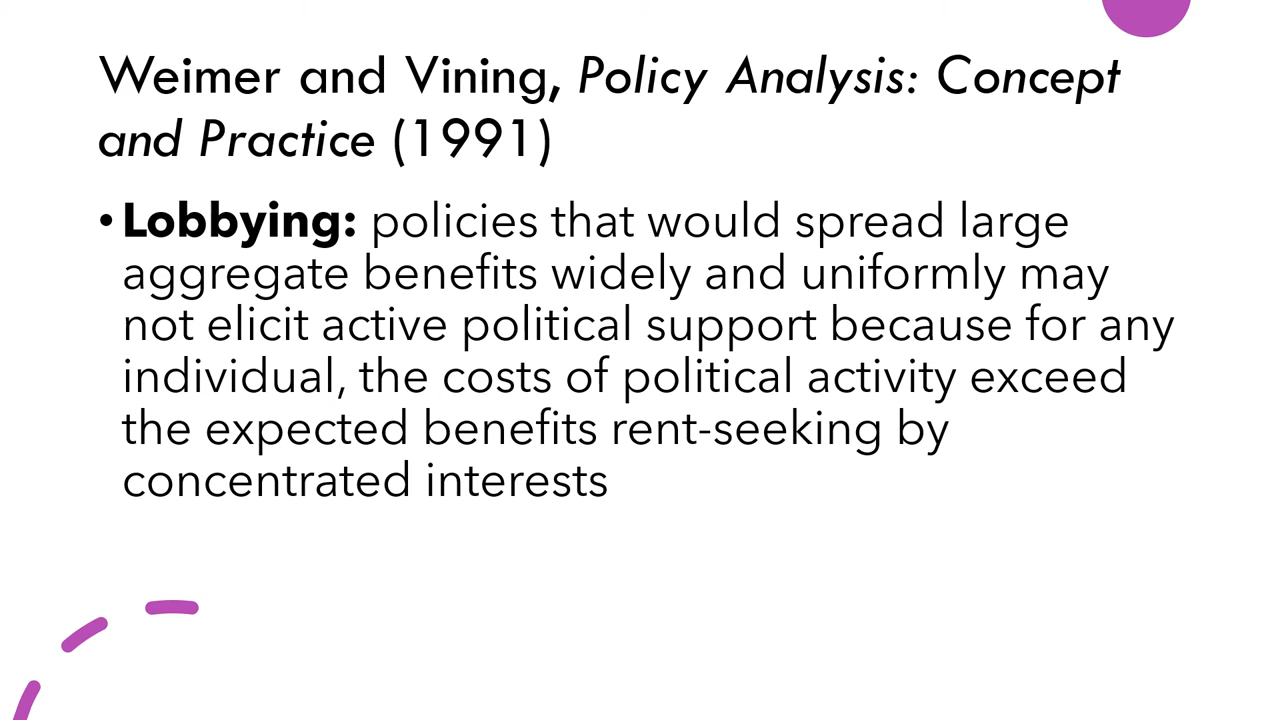 Weimer and Vining, Policy Analysis: Concept
and Practice (1991)
• Lobbying: policies that would spread large
aggregate benefits widely and uniformly may
not elicit active political support because for any
individual, the costs of political activity exceed
the expected benefits rent-seeking by
concentrated interests